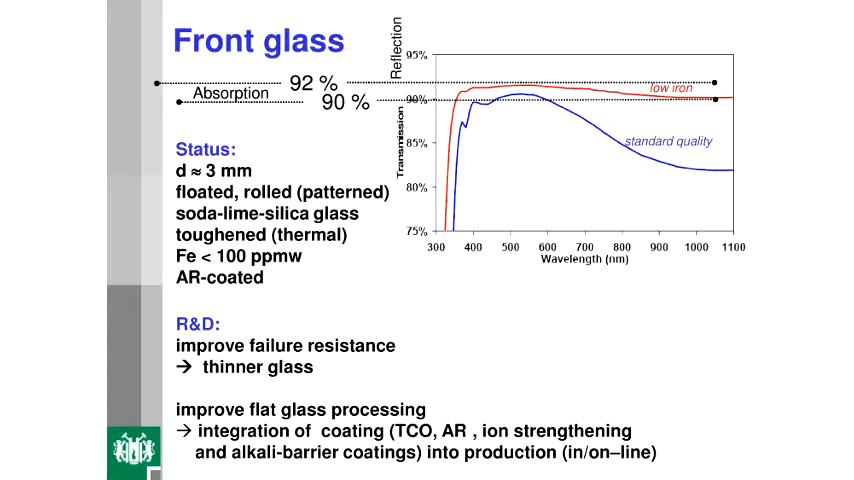 Front glass
Reflection
95%
92 %
Absorption
low iron
90 %
90%
Transmission
85%
standard quality
80%
75%
300 400 500 600 700 800 900 1000 1100
Wavelength (nm)
Status:
d ≈ 3 mm
floated, rolled (patterned)
soda-lime-silica glass
toughened (thermal)
Fe < 100 ppmw
AR-coated
R&D:
improve failure resistance
→ thinner glass
improve flat glass processing
→ integration of coating (TCO, AR , ion strengthening
and alkali-barrier coatings) into production (in/on–line)